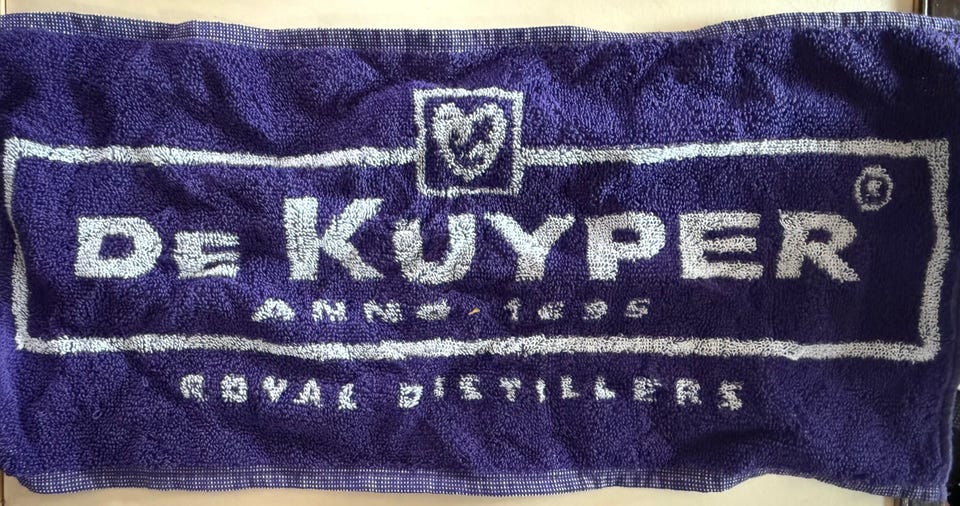 DE KUYPER®
ANNO 1695
ROYAL DISTILLERS